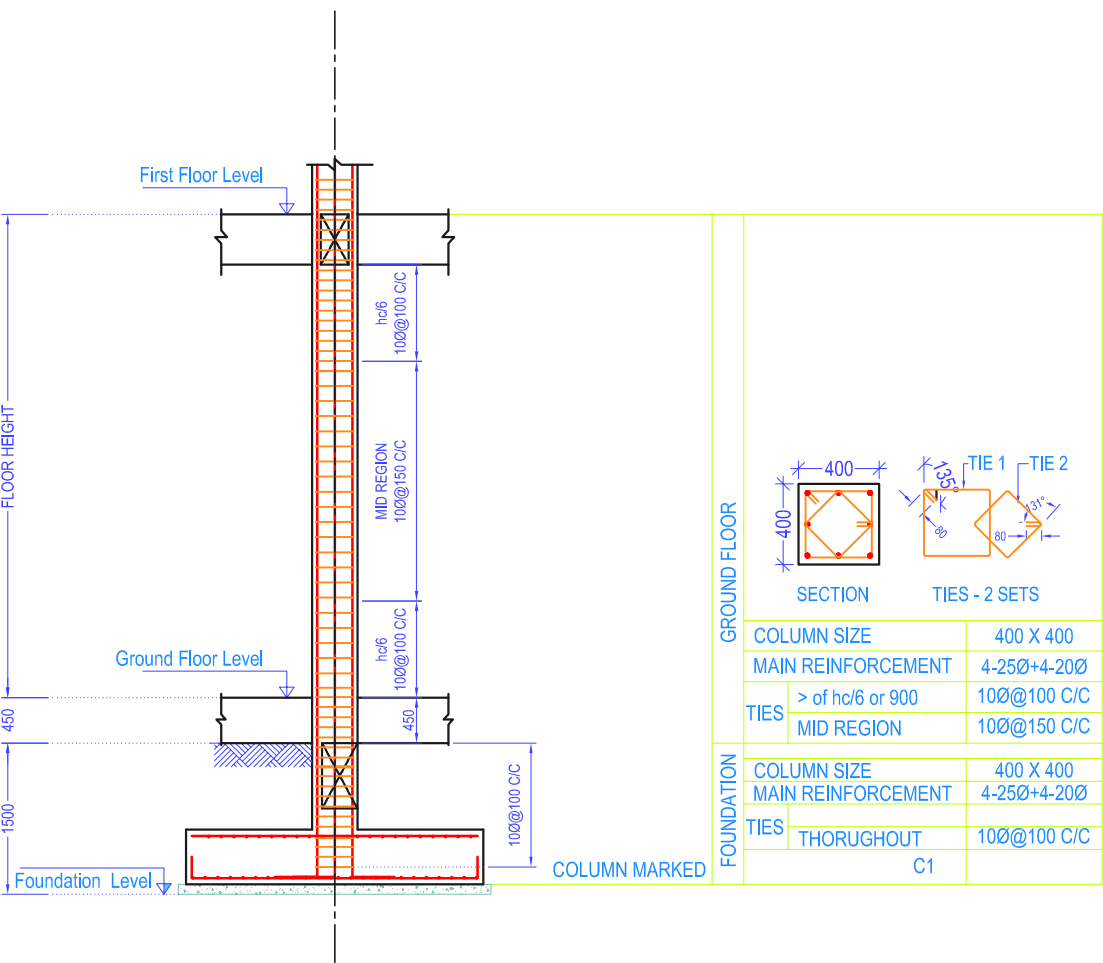 First Floor Level
hc/6
10Ø@100 C/C
FLOOR HEIGHT
MID REGION
10Ø@150 C/C
hc/6
10Ø@100 C/C
Ground Floor Level
450
450
1500
10Ø@100 C/C
Foundation Level
COLUMN MARKED
GROUND FLOOR
400
400
SECTION
135°
TIE 1
TIE 2
K
80
131°
80
TIES - 2 SETS
COLUMN SIZE 400 X 400
MAIN REINFORCEMENT 4-25Ø+4-20Ø
TIES
> of hc/6 or 900 10Ø@100 C/C
MID REGION 10Ø@150 C/C
FOUNDATION
COLUMN SIZE 400 X 400
MAIN REINFORCEMENT 4-25Ø+4-20Ø
TIES
THORUGHOUT 10Ø@100 C/C
C1